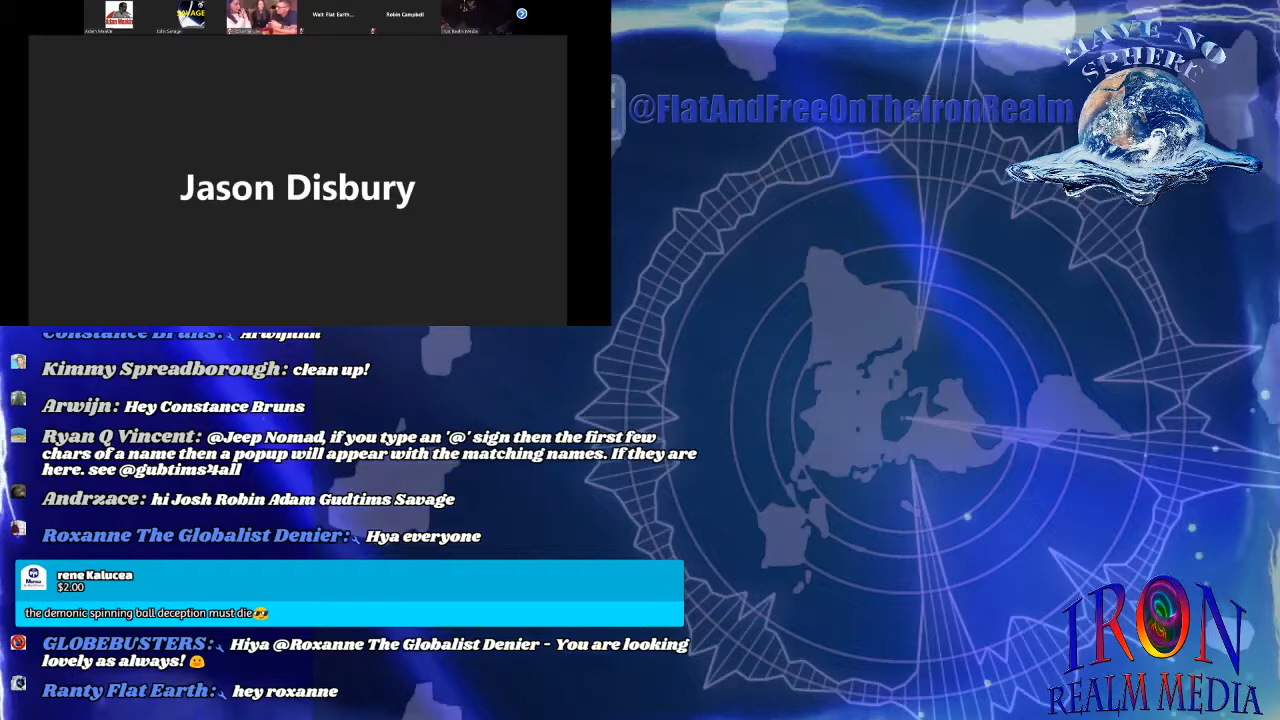 Adam Meakin
SAVAGE
Adam Meakin
John Savage
Wait Flat Earth...
Robin Campbell
Iron Realm Media
HAVE NO
SPHERE
@FlatAndFreeOnTheIronRealm
Jason Disbury
Constance Bruns:
Kimmy Spreadborough: clean up!
Arwijn: Hey Constance Bruns
Ryan Q Vincent: @Jeep Nomad, if you type an '@' sign then the first few
chars of a name then a popup will appear with the matching names. If they are
here. see @gubtims4all
Andrzace: hi Josh Robin Adam Gudtims Savage
Roxanne The Globalist Denier: Hya everyone
rene Kalucea
$2.00
the demonic spinning ball deception must die😎
GLOBEBUSTERS: Hiya @Roxanne The Globalist Denier - You are looking
lovely as always! 🙂
Ranty Flat Earth: hey roxanne
IRON
REALM MEDIA